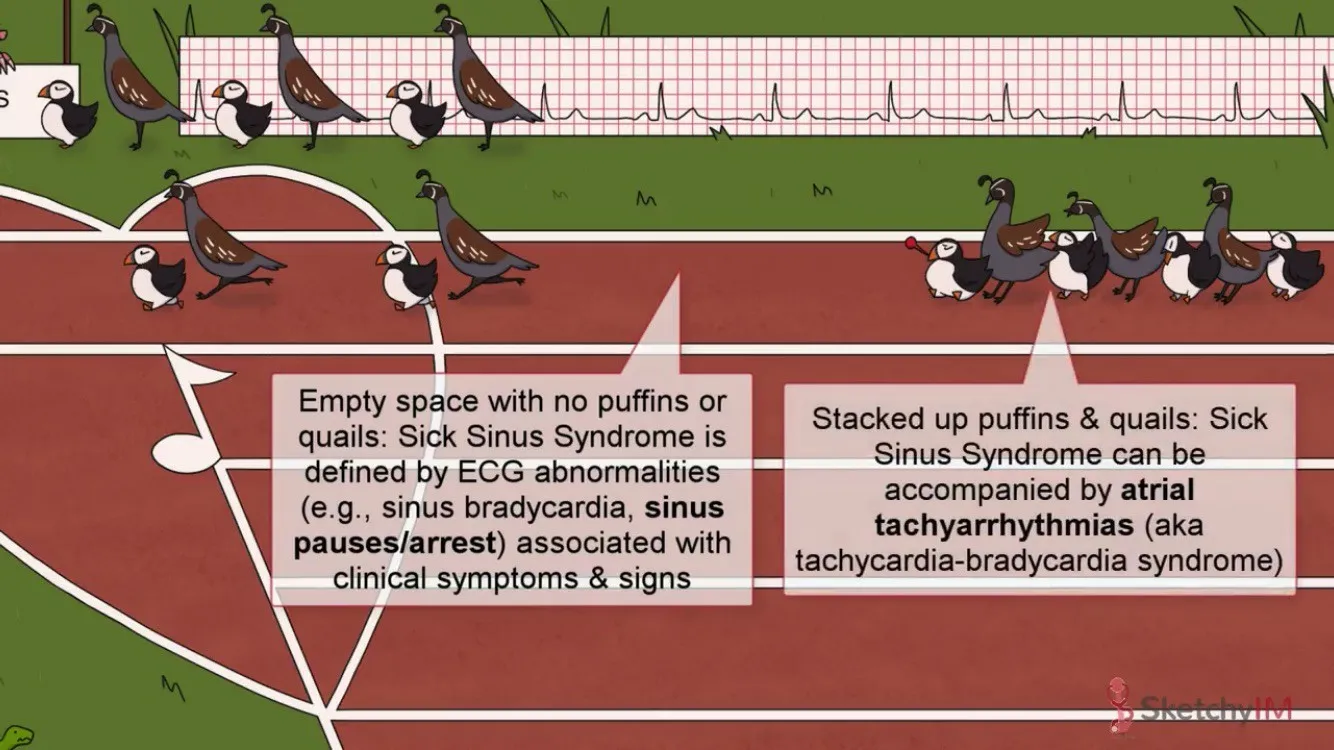 S
Empty space with no puffins or
quails: Sick Sinus Syndrome is
defined by ECG abnormalities
(e.g., sinus bradycardia, sinus
pauses/arrest) associated with
clinical symptoms & signs
Stacked up puffins & quails: Sick
Sinus Syndrome can be
accompanied by atrial
tachyarrhythmias (aka
tachycardia-bradycardia syndrome)
SketchyIM